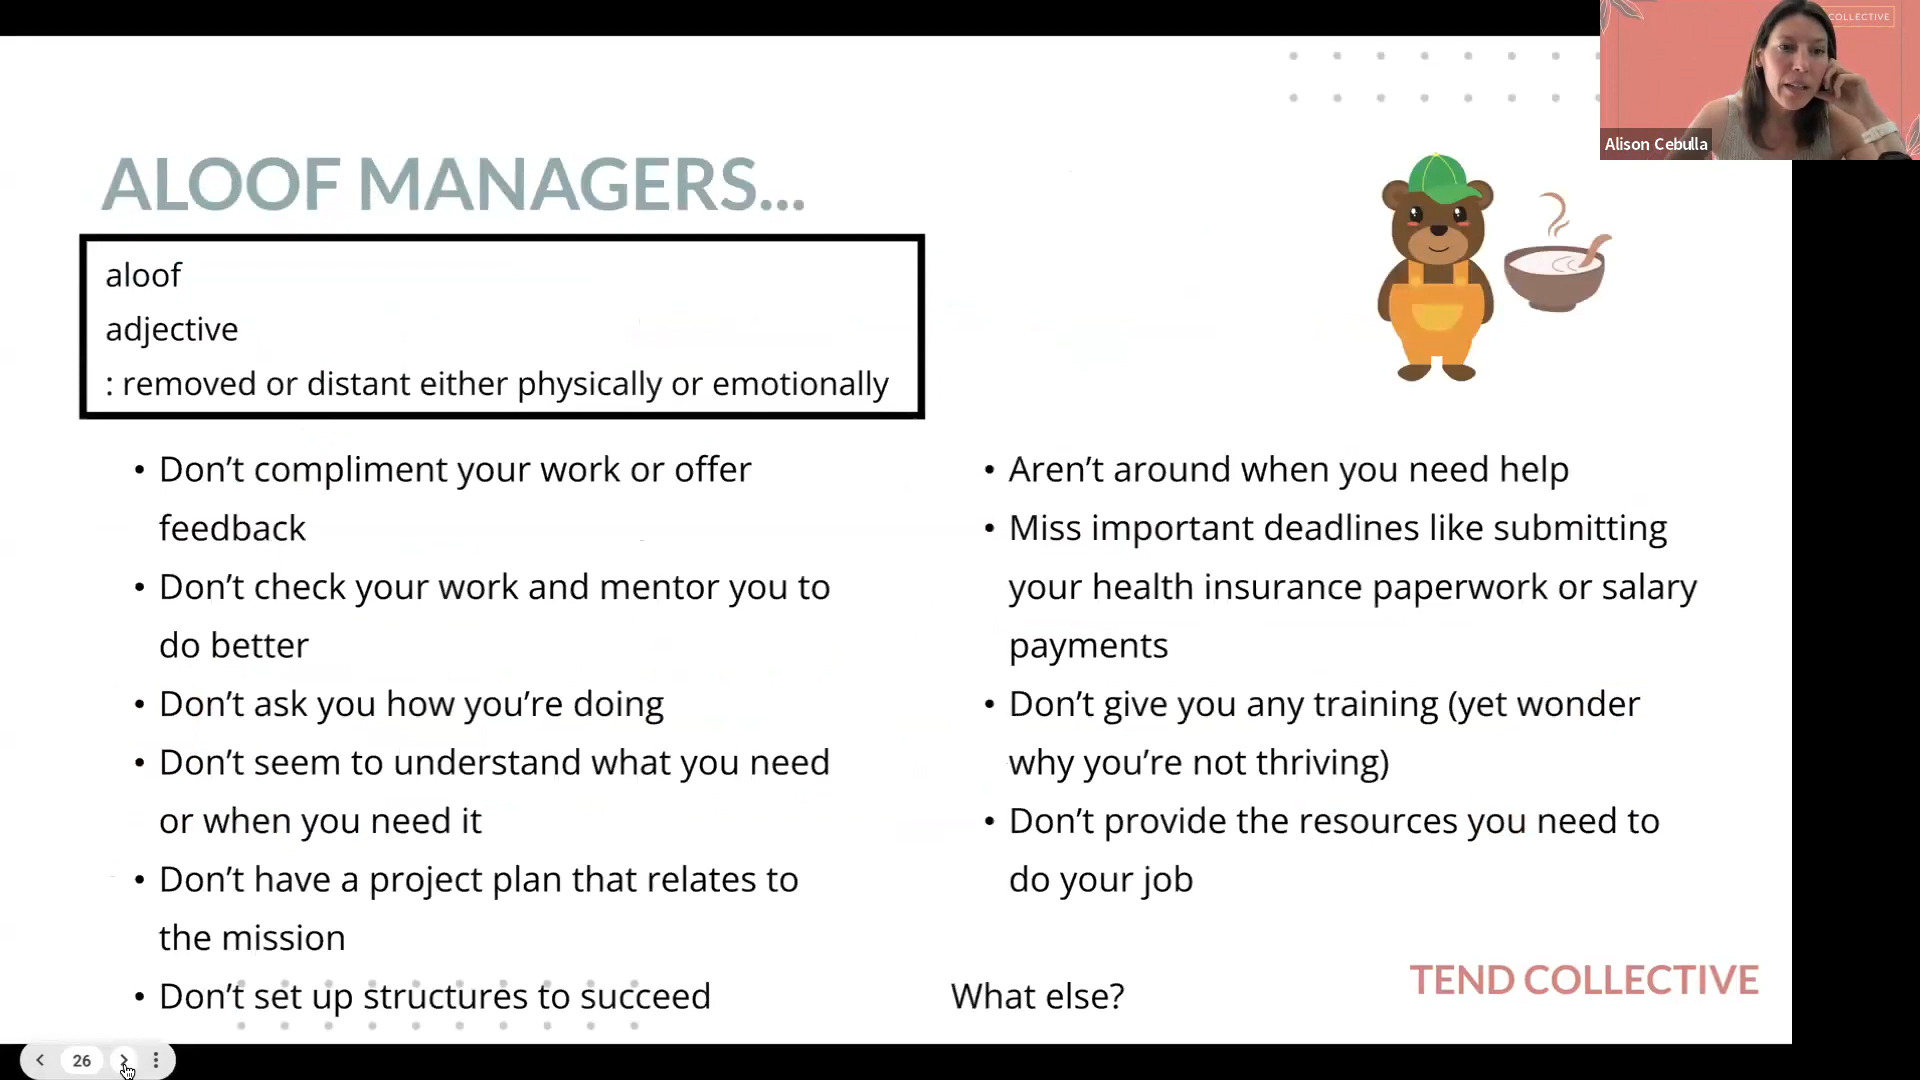 COLLECTIVE
Alison Cebulla
ALOOF MANAGERS...
aloof
adjective
: removed or distant either physically or emotionally
• Don’t compliment your work or offer
feedback
• Don’t check your work and mentor you to
do better
• Don’t ask you how you’re doing
• Don’t seem to understand what you need
or when you need it
• Don’t have a project plan that relates to
the mission
• Don’t set up structures to succeed
• Aren’t around when you need help
• Miss important deadlines like submitting
your health insurance paperwork or salary
payments
• Don’t give you any training (yet wonder
why you’re not thriving)
• Don’t provide the resources you need to
do your job
What else?
TEND COLLECTIVE
26